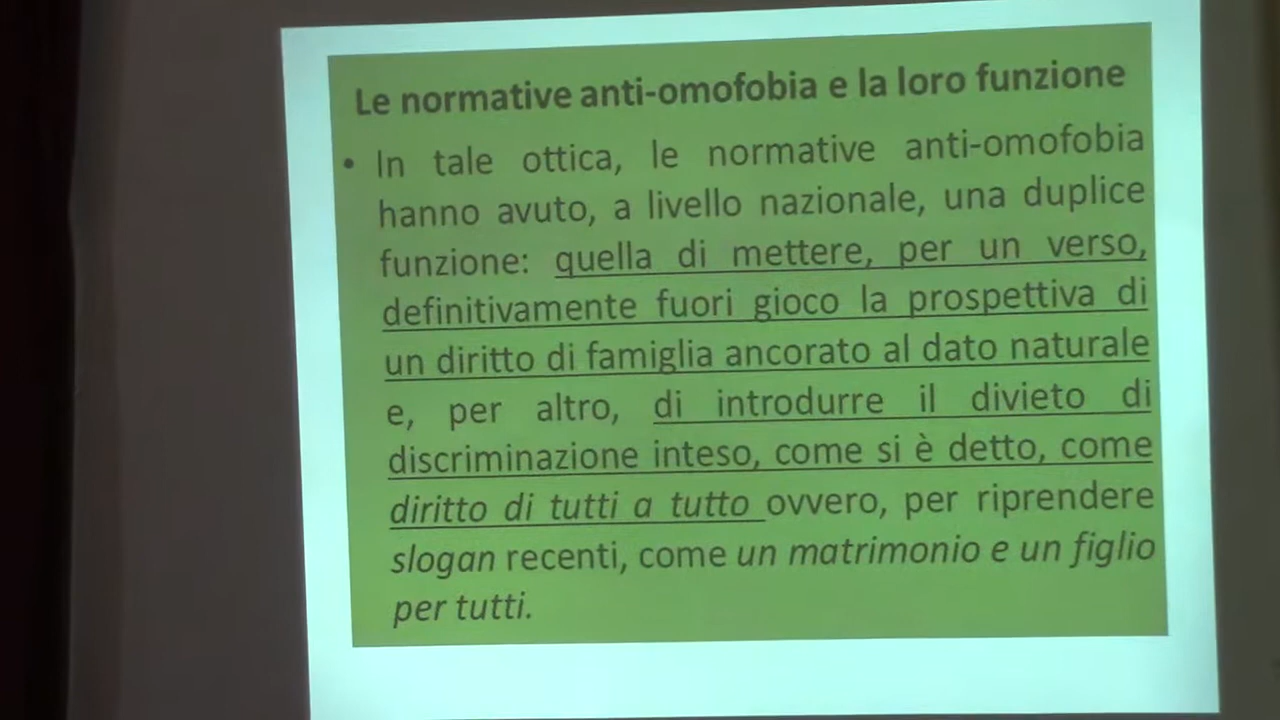 Le normative anti-omofobia e la loro funzione
• In tale ottica, le normative anti-omofobia
hanno avuto, a livello nazionale, una duplice
funzione: quella di mettere, per un verso,
definitivamente fuori gioco la prospettiva di
un diritto di famiglia ancorato al dato naturale
e, per altro, di introdurre il divieto di
discriminazione inteso, come si è detto, come
diritto di tutti a tutto ovvero, per riprendere
slogan recenti, come un matrimonio e un figlio
per tutti.